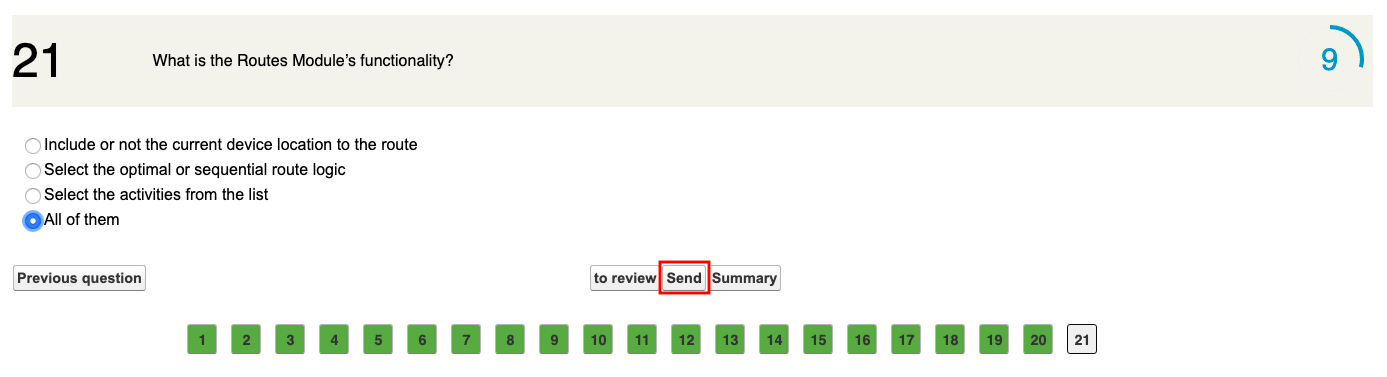 21 What is the Routes Module’s functionality? 9
Include or not the current device location to the route
Select the optimal or sequential route logic
Select the activities from the list
All of them
Previous question to review Send Summary
1 2 3 4 5 6 7 8 9 10 11 12 13 14 15 16 17 18 19 20 21